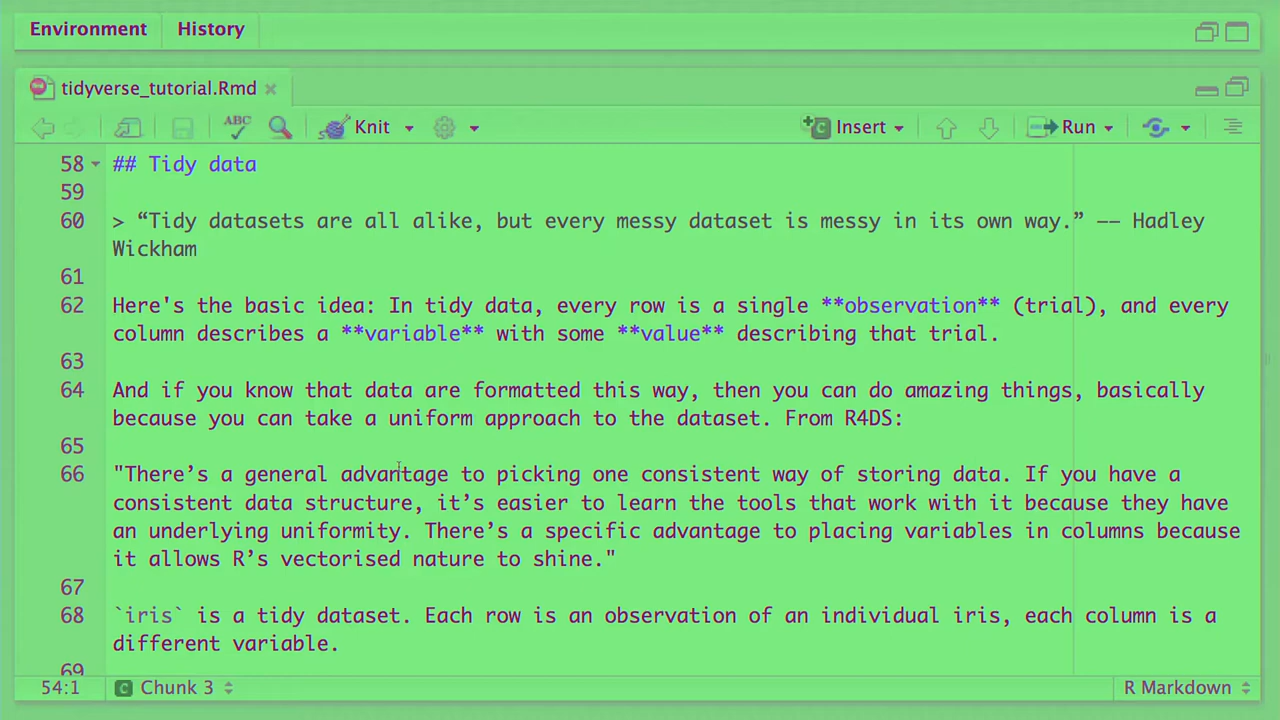 Environment History
tidyverse_tutorial.Rmd
ABC Knit Insert Run
58 ## Tidy data
59
60 > “Tidy datasets are all alike, but every messy dataset is messy in its own way.” -- Hadley
Wickham
61
62 Here's the basic idea: In tidy data, every row is a single **observation** (trial), and every
column describes a **variable** with some **value** describing that trial.
63
64 And if you know that data are formatted this way, then you can do amazing things, basically
because you can take a uniform approach to the dataset. From R4DS:
65
66 "There’s a general advantage to picking one consistent way of storing data. If you have a
consistent data structure, it’s easier to learn the tools that work with it because they have
an underlying uniformity. There’s a specific advantage to placing variables in columns because
it allows R’s vectorised nature to shine."
67
68 `iris` is a tidy dataset. Each row is an observation of an individual iris, each column is a
different variable.
69
54:1 C Chunk 3 R Markdown